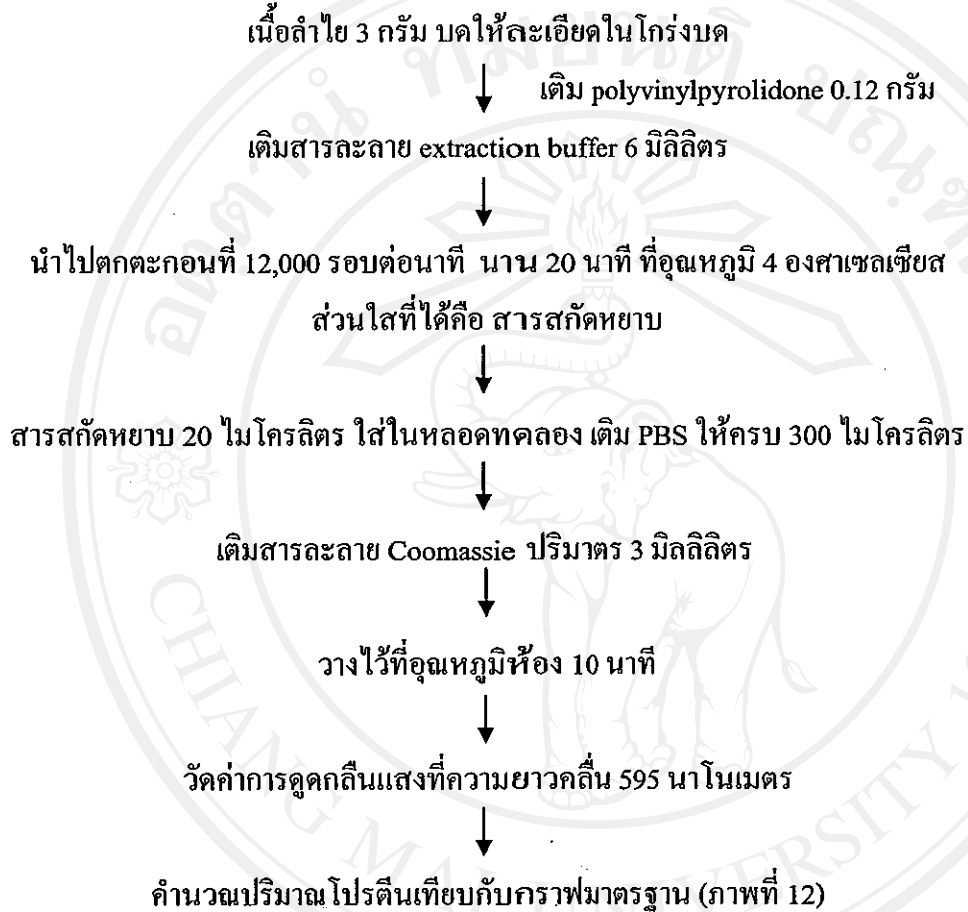 เนื้อลำไย 3 กรัม บดให้ละเอียดในโกร่งบด
เติม polyvinylpyrolidone 0.12 กรัม
เติมสารละลาย extraction buffer 6 มิลิลิตร
นำไปตกตะกอนที่ 12,000 รอบต่อนาที นาน 20 นาที ที่อุณหภูมิ 4 องศาเซลเซียส
ส่วนใสที่ได้คือ สารสกัดหยาบ
สารสกัดหยาบ 20 ไมโครลิตร ใส่ในหลอดทดลอง เติม PBS ให้ครบ 300 ไมโครลิตร
เติมสารละลาย Coomassie ปริมาตร 3 มิลลิลิตร
วางไว้ที่อุณหภูมิห้อง 10 นาที
วัดค่าการดูดกลืนแสงที่ความยาวคลื่น 595 นาโนเมตร
คำนวณปริมาณโปรตีนเทียบกับกราฟมาตรฐาน (ภาพที่ 12)
CHIANG MAI UNIVERSITY